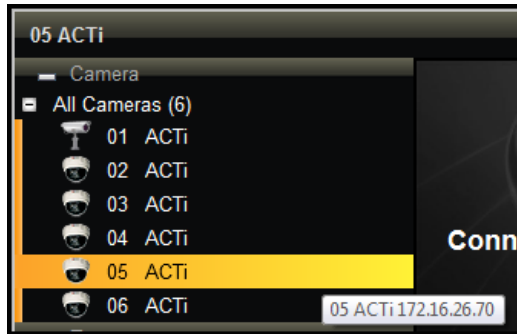 05 ACTi
Camera
All Cameras (6)
01 ACTi
02 ACTi
03 ACTi
04 ACTi
Conn
05 ACTi
06 ACTi
05 ACTi 172.16.26.70